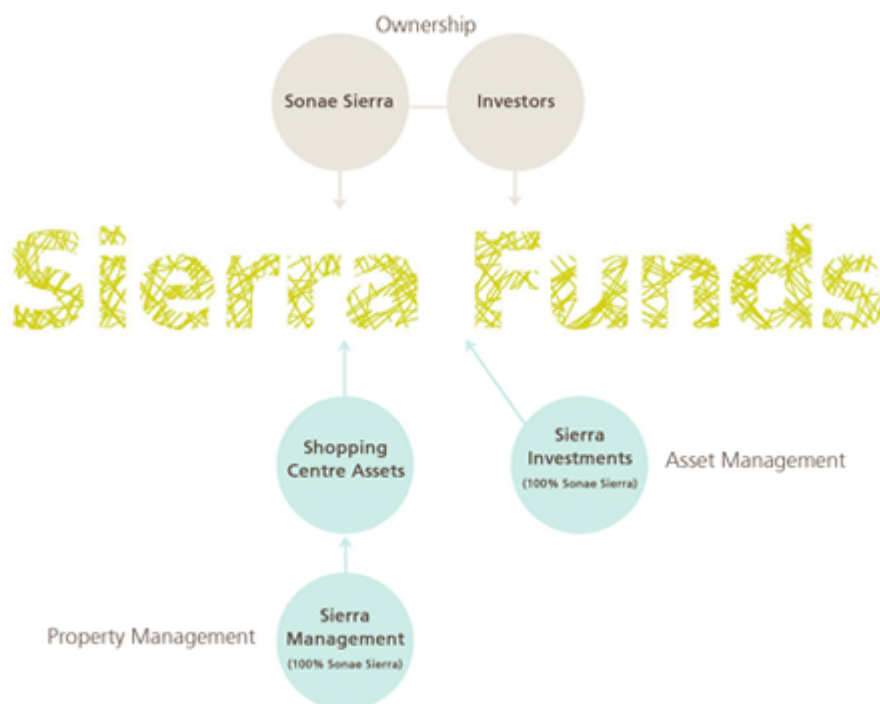 Ownership
Sonae Sierra
Investors
Sierra Funds
Shopping
Centre Assets
Sierra
Investments
(100% Sonae Sierra)
Asset Management
Property Management
Sierra
Management
(100% Sonae Sierra)